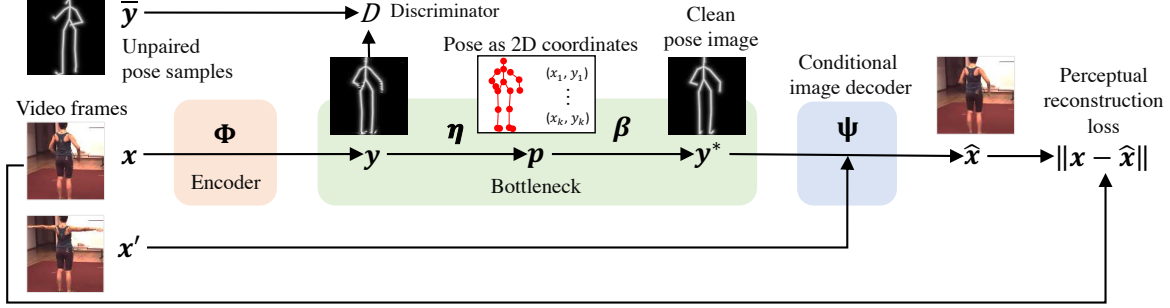 ȳ
D Discriminator
Unpaired
pose samples
Pose as 2D coordinates
(x₁, y₁)
⋮
(xₖ, yₖ)
Clean
pose image
Conditional
image decoder
Perceptual
reconstruction
loss
Video frames
Φ
η
β
Ψ
x
y
p
y*
x̂
‖x − x̂‖
Encoder
Bottleneck
x′